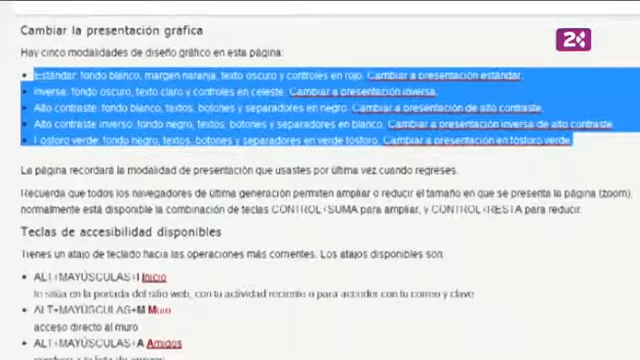 24
Cambiar la presentación gráfica
Hay cinco modalidades de diseño gráfico en esta página:
Estándar: fondo blanco, margen naranja, texto oscuro y controles en rojo. Cambiar a presentación estándar.
Inversa: fondo oscuro, texto claro y controles en celeste. Cambiar a presentación inversa.
Alto contraste: fondo blanco, textos, botones y separadores en negro. Cambiar a presentación de alto contraste.
Alto contraste inverso: fondo negro, textos, botones y separadores en blanco. Cambiar a presentación inversa de alto contraste.
Fósforo verde: fondo negro, textos, botones y separadores en verde fósforo. Cambiar a presentación en fósforo verde.
La página recordará la modalidad de presentación que usastes por última vez cuando regreses.
Recuerda que todos los navegadores de última generación permiten ampliar o reducir el tamaño en que se presenta la página (zoom),
normalmente está disponible la combinación de teclas CONTROL+SUMA para ampliar, y CONTROL+RESTA para reducir.
Teclas de accesibilidad disponibles
Tienes un atajo de teclado hacia las operaciones más corrientes. Los atajos disponibles son:
ALT+MAYÚSCULAS+I Inicio
te sitúa en la portada del sitio web, con tu actividad reciente o para acceder con tu correo y clave
ALT+MAYÚSCULAS+M Muro
acceso directo al muro
ALT+MAYÚSCULAS+A Amigos